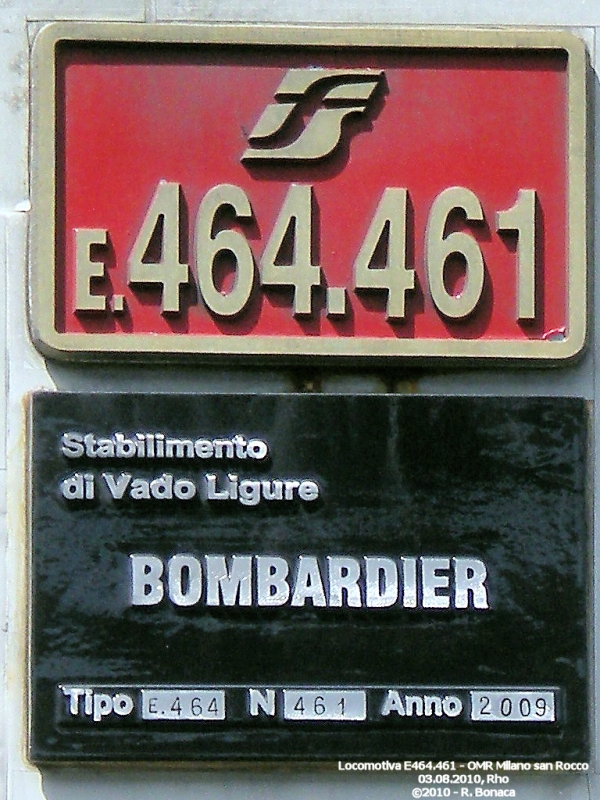 E.464.461
Stabilimento
di Vado Ligure
BOMBARDIER
Tipo E.464 N 461 Anno 2009
Locomotiva E464.461 - OMR Milano san Rocco
03.08.2010, Rho
©2010 - R. Bonaca